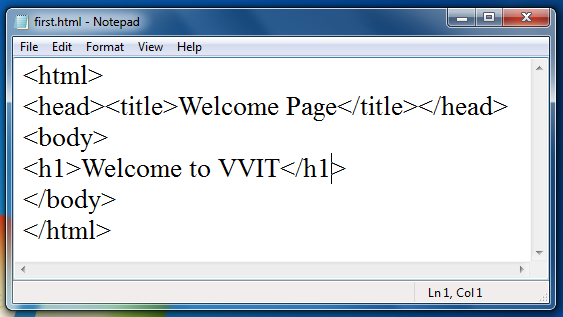 first.html - Notepad
File Edit Format View Help
<html>
<head><title>Welcome Page</title></head>
<body>
<h1>Welcome to VVIT</h1>
</body>
</html>
Ln 1, Col 1